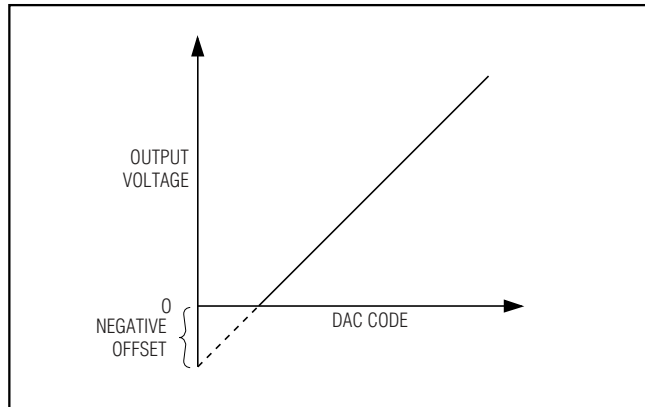 OUTPUT
VOLTAGE
0
DAC CODE
NEGATIVE
OFFSET